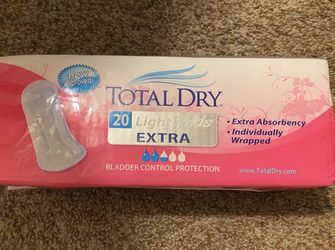 new
improved!
TOTAL DRY
20 Light Pads
EXTRA
• Extra Absorbency
• Individually
Wrapped
BLADDER CONTROL PROTECTION
www.TotalDry.com